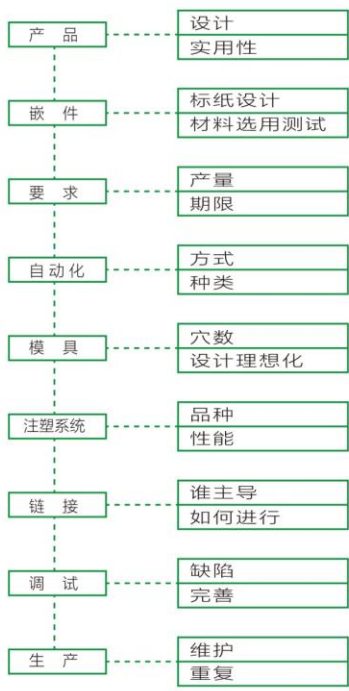 产 品
设计
实用性
嵌 件
标纸设计
材料选用测试
要 求
产量
期限
自动化
方式
种类
模 具
穴数
设计理想化
注塑系统
品种
性能
链 接
谁主导
如何进行
调 试
缺陷
完善
生 产
维护
重复